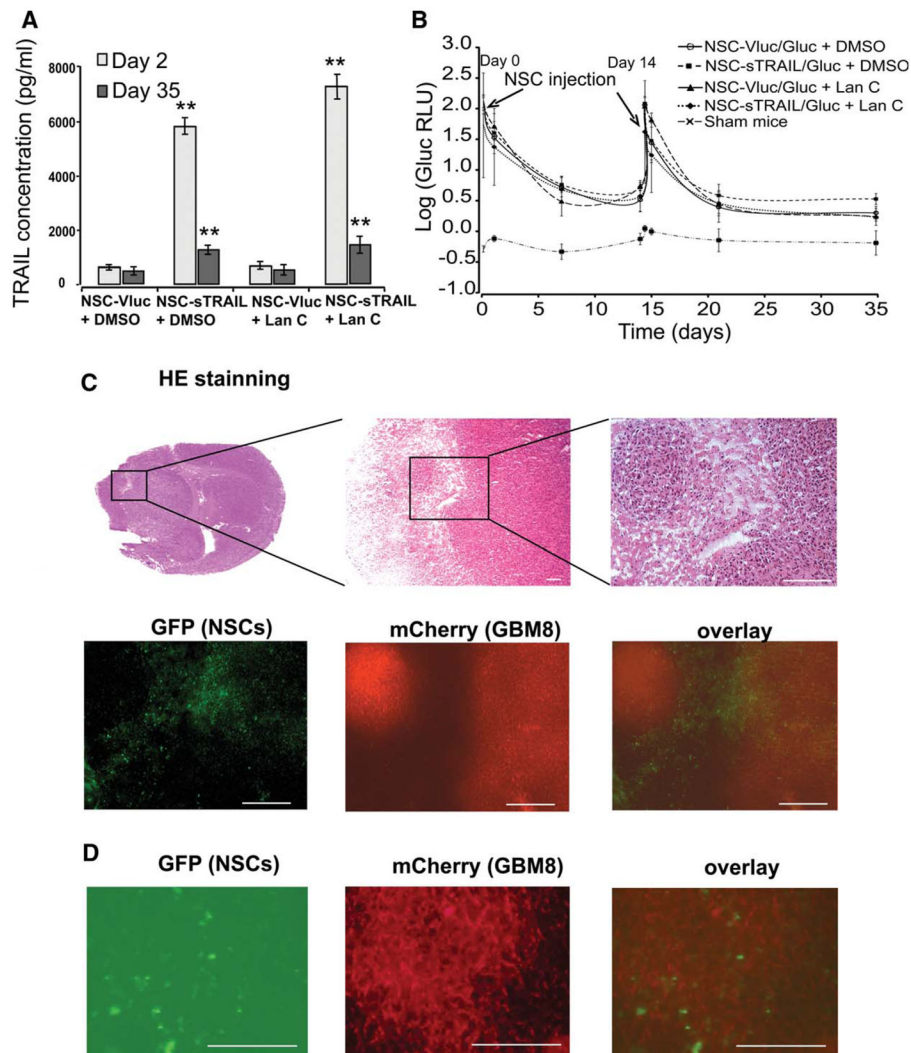 A
TRAIL concentration (pg/ml)
8000
6000
4000
2000
0
Day 2
Day 35
**
**
**
**
NSC-Vluc
+ DMSO
NSC-sTRAIL
+ DMSO
NSC-Vluc
+ Lan C
NSC-sTRAIL
+ Lan C
B
Log (Gluc RLU)
3.0
2.5
2.0
1.5
1.0
0.5
0.0
-0.5
-1.0
Day 0
NSC injection
Day 14
NSC-Vluc/Gluc + DMSO
NSC-sTRAIL/Gluc + DMSO
NSC-Vluc/Gluc + Lan C
NSC-sTRAIL/Gluc + Lan C
Sham mice
0 5 10 15 20 25 30 35
Time (days)
C HE stainning
GFP (NSCs) mCherry (GBM8) overlay
D
GFP (NSCs) mCherry (GBM8) overlay